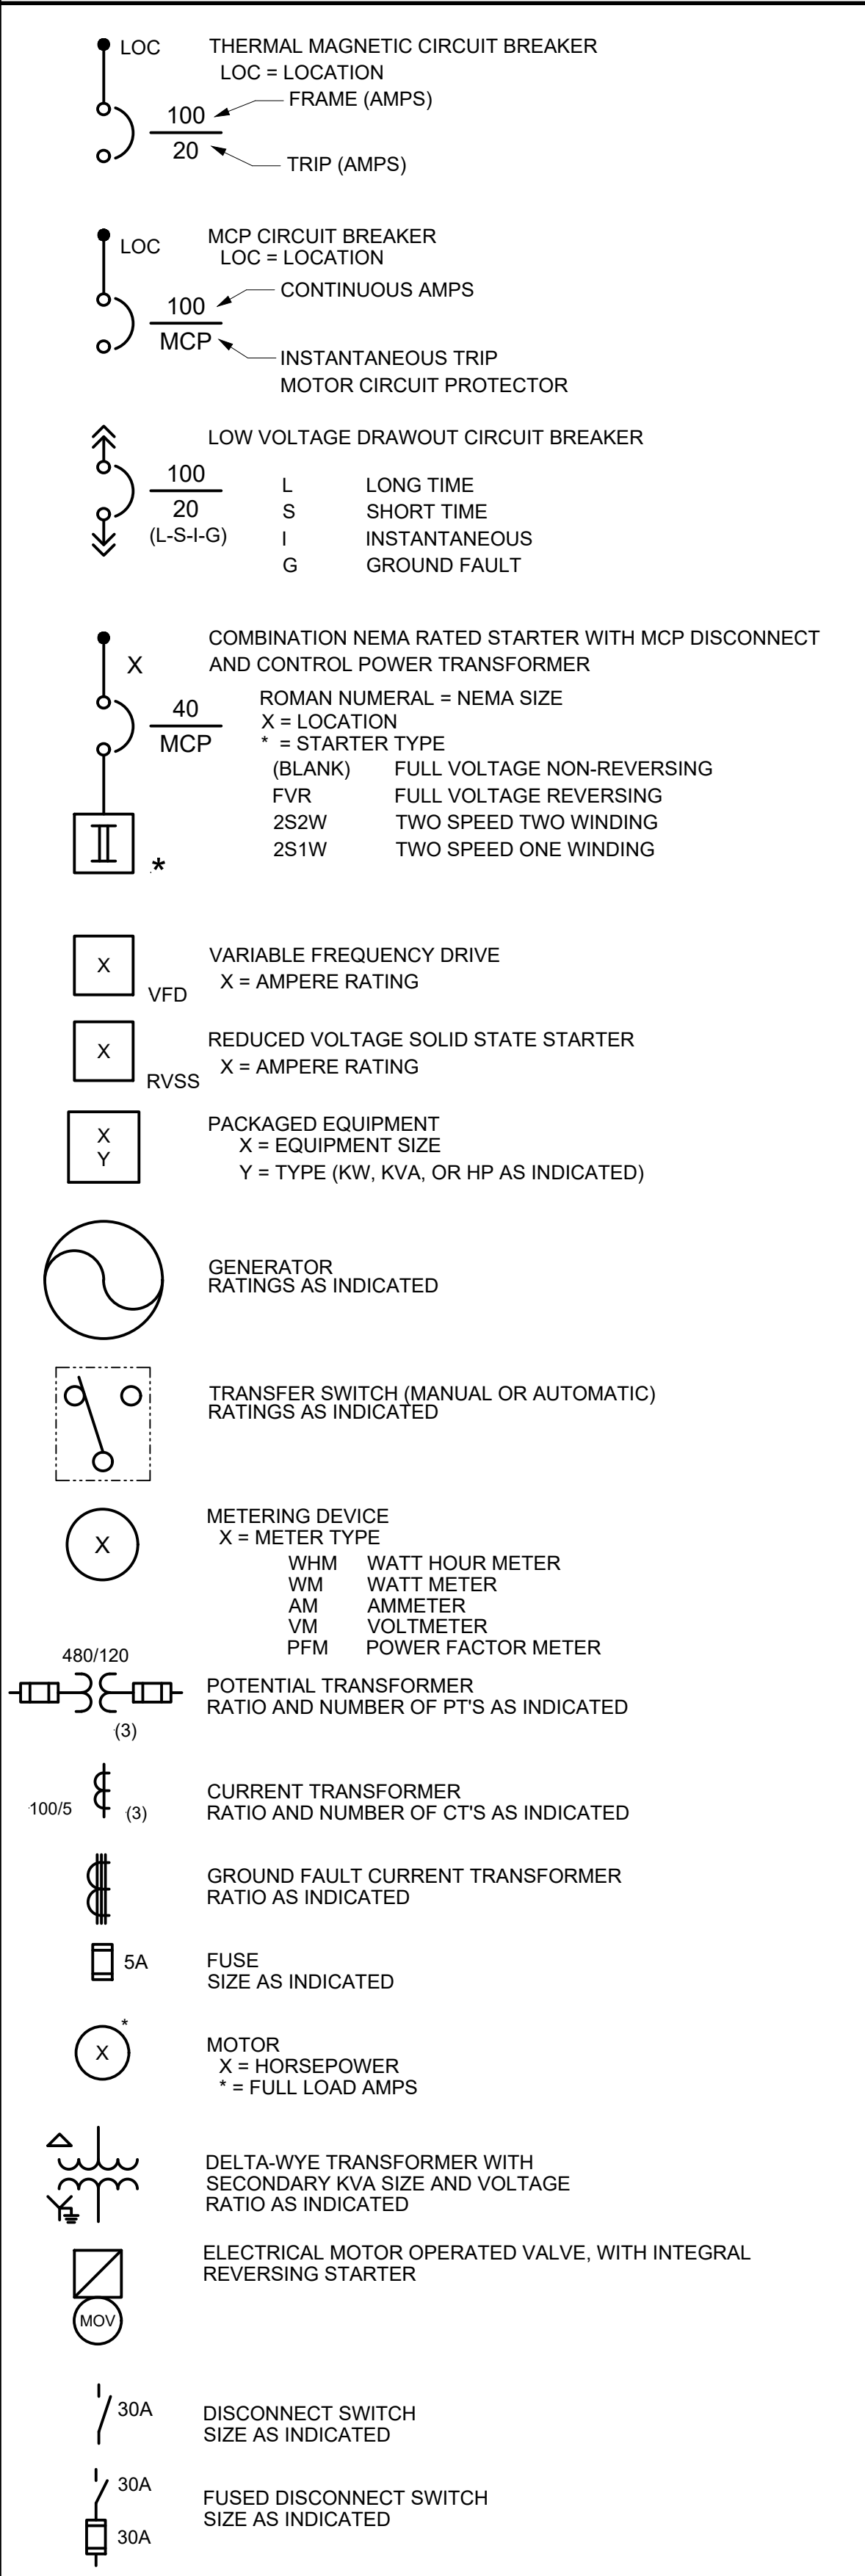 LOC THERMAL MAGNETIC CIRCUIT BREAKER
LOC = LOCATION
100 FRAME (AMPS)
20 TRIP (AMPS)
LOC MCP CIRCUIT BREAKER
LOC = LOCATION
100 CONTINUOUS AMPS
MCP INSTANTANEOUS TRIP
MOTOR CIRCUIT PROTECTOR
LOW VOLTAGE DRAWOUT CIRCUIT BREAKER
100
20
(L-S-I-G)
L LONG TIME
S SHORT TIME
I INSTANTANEOUS
G GROUND FAULT
COMBINATION NEMA RATED STARTER WITH MCP DISCONNECT
X AND CONTROL POWER TRANSFORMER
40
MCP
ROMAN NUMERAL = NEMA SIZE
X = LOCATION
* = STARTER TYPE
(BLANK) FULL VOLTAGE NON-REVERSING
FVR FULL VOLTAGE REVERSING
2S2W TWO SPEED TWO WINDING
2S1W TWO SPEED ONE WINDING
II *
X VARIABLE FREQUENCY DRIVE
VFD X = AMPERE RATING
X REDUCED VOLTAGE SOLID STATE STARTER
RVSS X = AMPERE RATING
PACKAGED EQUIPMENT
X X = EQUIPMENT SIZE
Y Y = TYPE (KW, KVA, OR HP AS INDICATED)
GENERATOR
RATINGS AS INDICATED
TRANSFER SWITCH (MANUAL OR AUTOMATIC)
RATINGS AS INDICATED
METERING DEVICE
X X = METER TYPE
WHM WATT HOUR METER
WM WATT METER
AM AMMETER
VM VOLTMETER
PFM POWER FACTOR METER
480/120
POTENTIAL TRANSFORMER
RATIO AND NUMBER OF PT'S AS INDICATED
(3)
CURRENT TRANSFORMER
100/5 (3) RATIO AND NUMBER OF CT'S AS INDICATED
GROUND FAULT CURRENT TRANSFORMER
RATIO AS INDICATED
5A FUSE
SIZE AS INDICATED
*
X MOTOR
X = HORSEPOWER
* = FULL LOAD AMPS
DELTA-WYE TRANSFORMER WITH
SECONDARY KVA SIZE AND VOLTAGE
RATIO AS INDICATED
ELECTRICAL MOTOR OPERATED VALVE, WITH INTEGRAL
REVERSING STARTER
MOV
30A DISCONNECT SWITCH
SIZE AS INDICATED
30A FUSED DISCONNECT SWITCH
SIZE AS INDICATED
30A